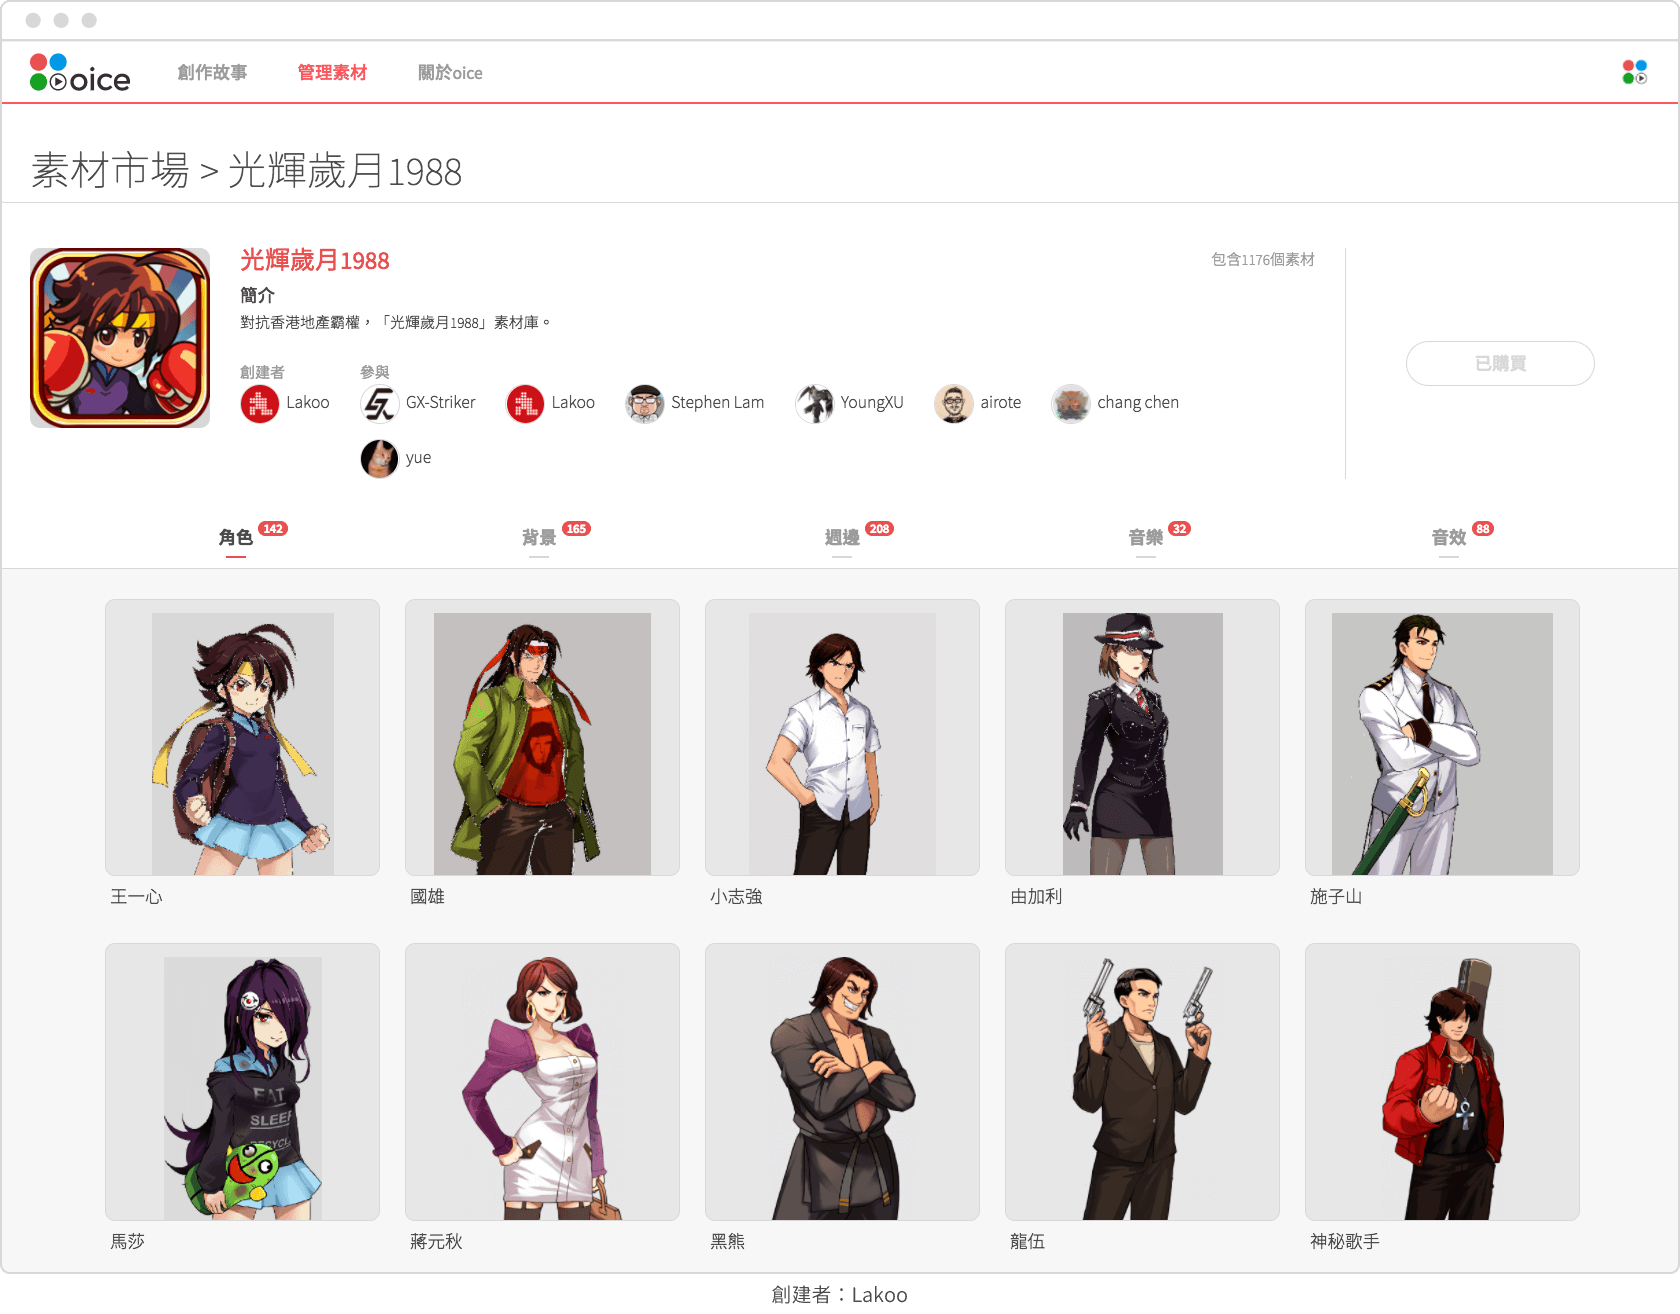 oice
創作故事
管理素材
關於oice
素材市場 > 光輝歲月1988
光輝歲月1988
包含1176個素材
簡介
對抗香港地產霸權，「光輝歲月1988」素材庫。
已購買
創建者
參與
Lakoo
GX-Striker
Lakoo
Stephen Lam
YoungXU
airote
chang chen
yue
角色 142
背景 165
週邊 208
音樂 32
音效 88
王一心
國雄
小志強
由加利
施子山
EAT
SLEEP
馬莎
蔣元秋
黑熊
龍伍
神秘歌手
創建者：Lakoo